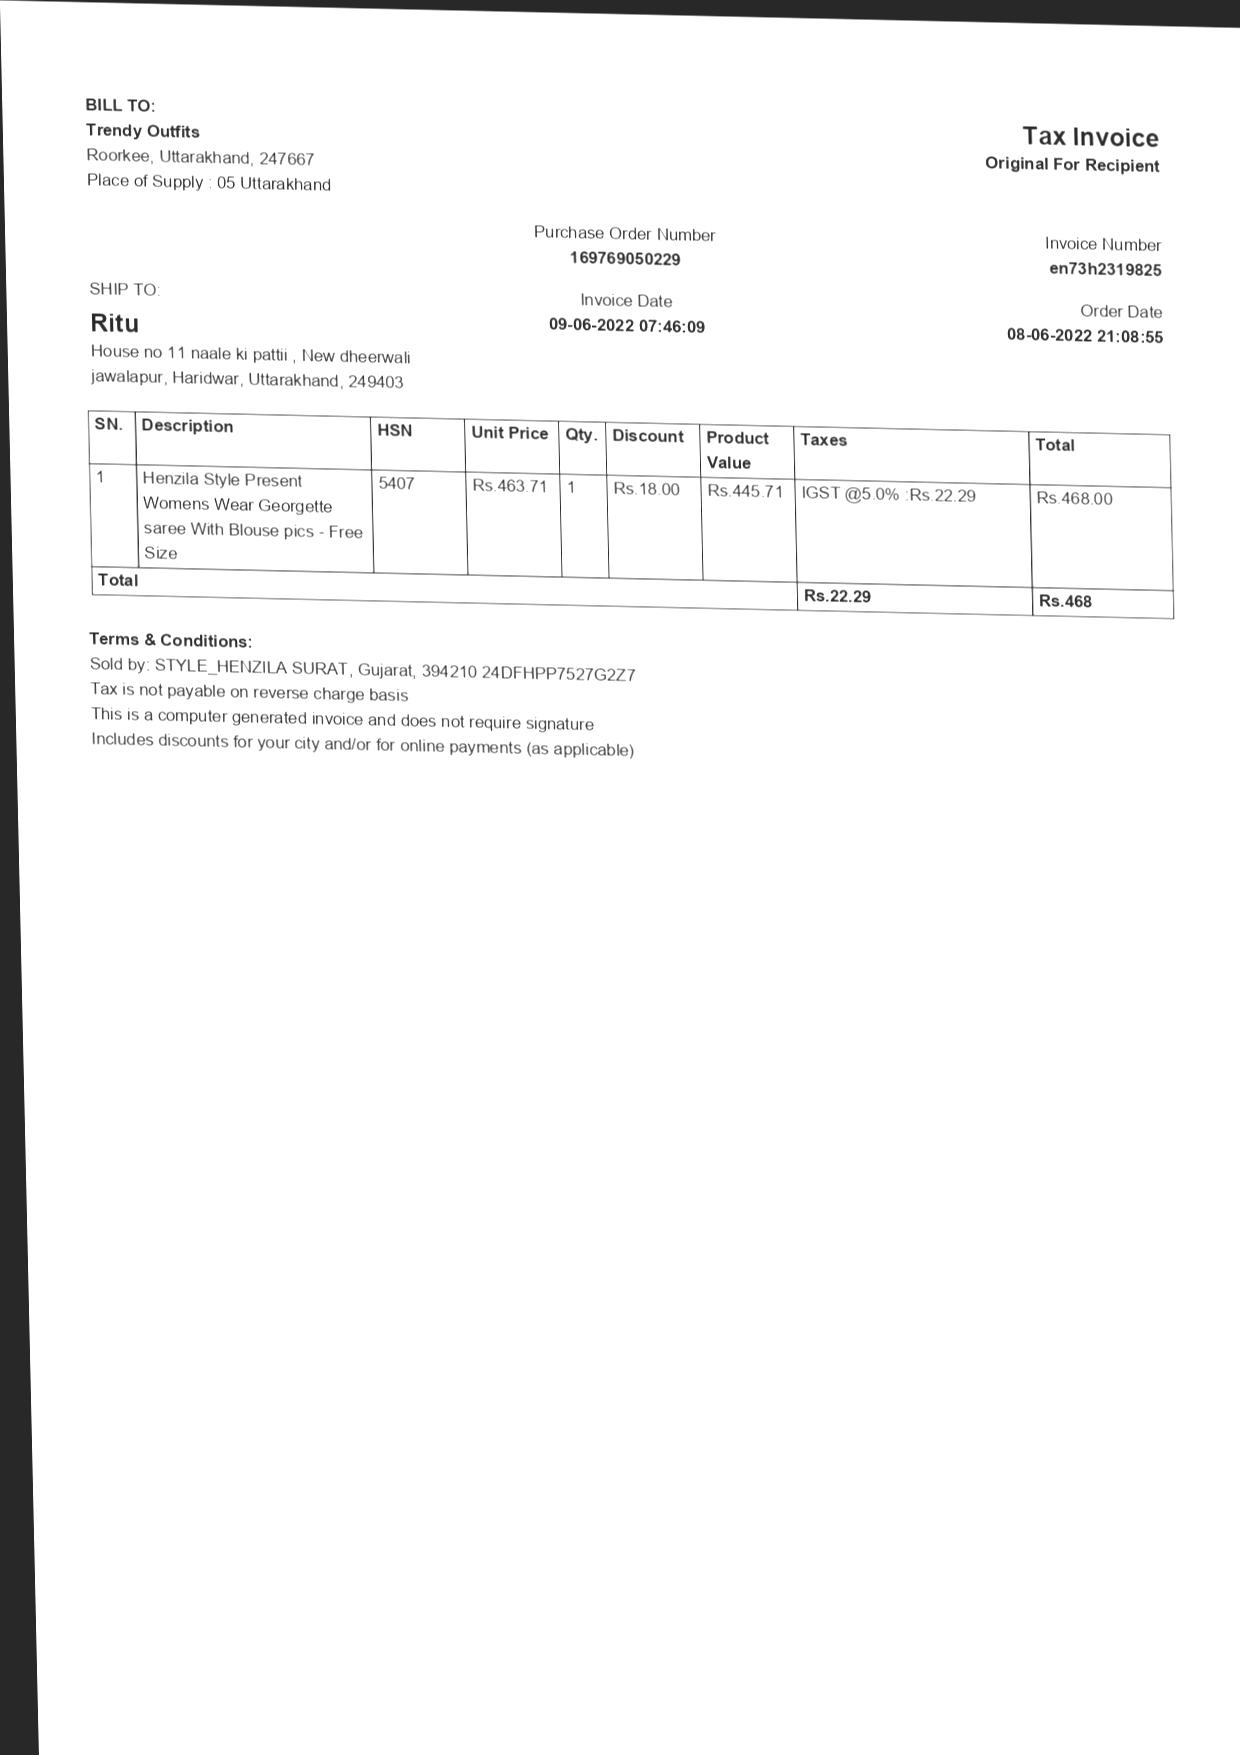 BILL TO:
Trendy Outfits
Roorkee, Uttarakhand, 247667
Place of Supply : 05 Uttarakhand
Tax Invoice
Original For Recipient
Purchase Order Number
169769050229
Invoice Number
en73h2319825
SHIP TO:
Ritu
House no 11 naale ki pattii , New dheerwali
jawalapur, Haridwar, Uttarakhand, 249403
Invoice Date
09-06-2022 07:46:09
Order Date
08-06-2022 21:08:55
SN. Description HSN Unit Price Qty. Discount Product Value Taxes Total
1 Henzila Style Present 5407 Rs.463.71 1 Rs.18.00 Rs.445.71 IGST @5.0% :Rs.22.29 Rs.468.00
Womens Wear Georgette
saree With Blouse pics - Free
Size
Total Rs.22.29 Rs.468
Terms & Conditions:
Sold by: STYLE_HENZILA SURAT, Gujarat, 394210 24DFHPP7527G2Z7
Tax is not payable on reverse charge basis
This is a computer generated invoice and does not require signature
Includes discounts for your city and/or for online payments (as applicable)